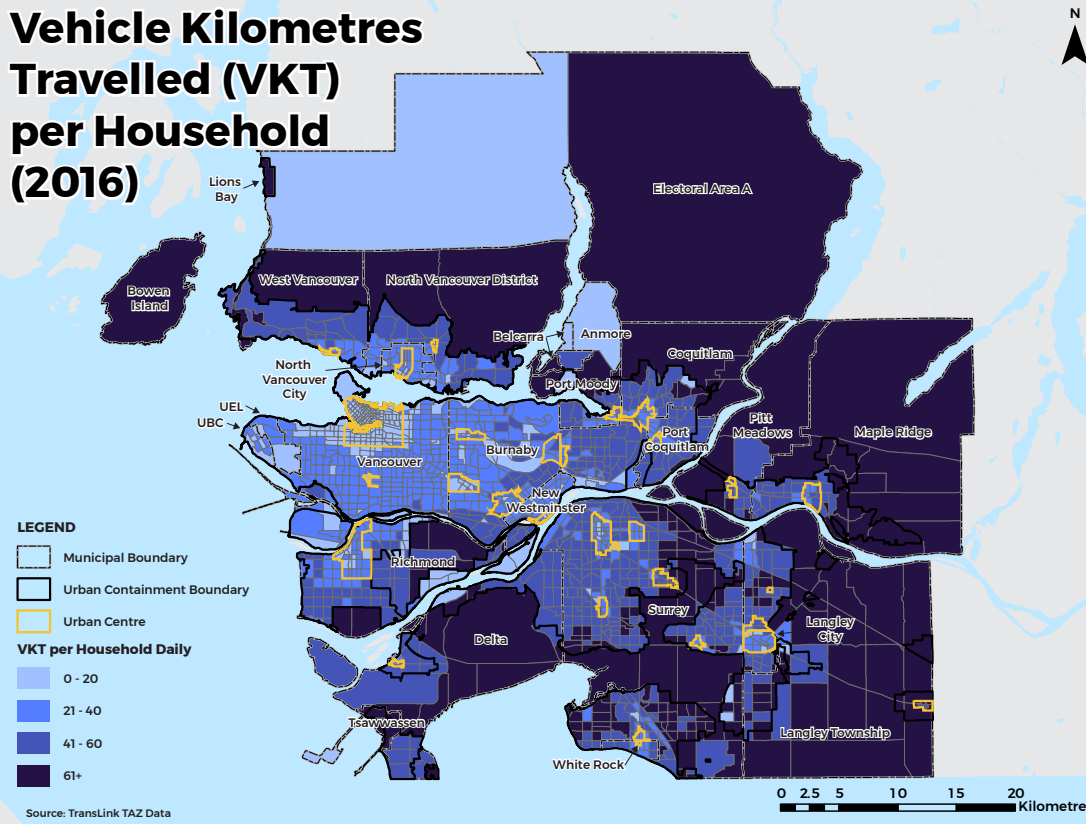 Vehicle Kilometres
Travelled (VKT)
per Household
(2016)
N
Lions
Bay
Electoral Area A
Bowen
Island
West Vancouver
North Vancouver District
Belcarra
Anmore
Coquitlam
North
Vancouver
City
Port Moody
UEL
UBC
Pitt
Meadows
Maple Ridge
Port
Coquitlam
Burnaby
Vancouver
New
Westminster
LEGEND
Municipal Boundary
Urban Containment Boundary
Urban Centre
VKT per Household Daily
0 - 20
21 - 40
41 - 60
61+
Richmond
Surrey
Langley
City
Delta
Tsawwassen
Langley Township
White Rock
0 2.5 5 10 15 20
Kilometre
Source: TransLink TAZ Data